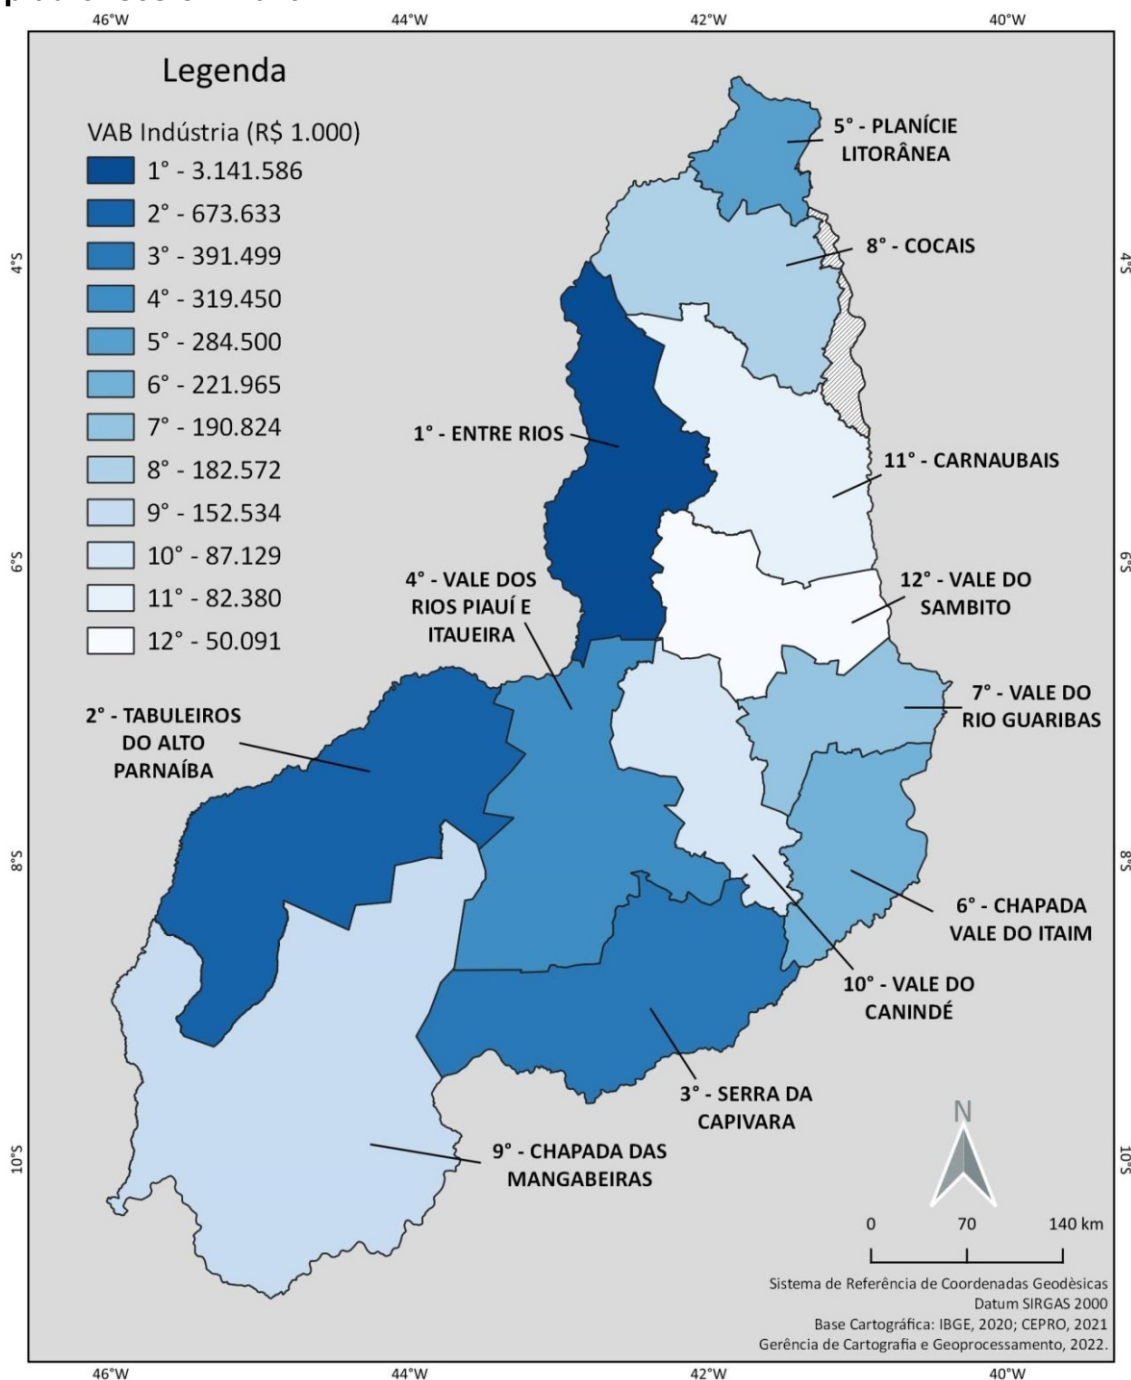 46°W 44°W 42°W 40°W
Legenda
VAB Indústria (R$ 1.000)
1° - 3.141.586
2° - 673.633
3° - 391.499
4° - 319.450
5° - 284.500
6° - 221.965
7° - 190.824
8° - 182.572
9° - 152.534
10° - 87.129
11° - 82.380
12° - 50.091
5° - PLANÍCIE
LITORÂNEA
8° - COCAIS
4°S 4°S
1° - ENTRE RIOS
11° - CARNAUBAIS
6°S 6°S
4° - VALE DOS
RIOS PIAUÍ E
ITAUEIRA
12° - VALE DO
SAMBITO
7° - VALE DO
RIO GUARIBAS
2° - TABULEIROS
DO ALTO
PARNAÍBA
8°S 8°S
6° - CHAPADA
VALE DO ITAIM
10° - VALE DO
CANINDÉ
3° - SERRA DA
CAPIVARA
9° - CHAPADA DAS
MANGABEIRAS
10°S 10°S
N
0 70 140 km
Sistema de Referência de Coordenadas Geodèsicas
Datum SIRGAS 2000
Base Cartográfica: IBGE, 2020; CEPRO, 2021
Gerência de Cartografia e Geoprocessamento, 2022.
46°W 44°W 42°W 40°W